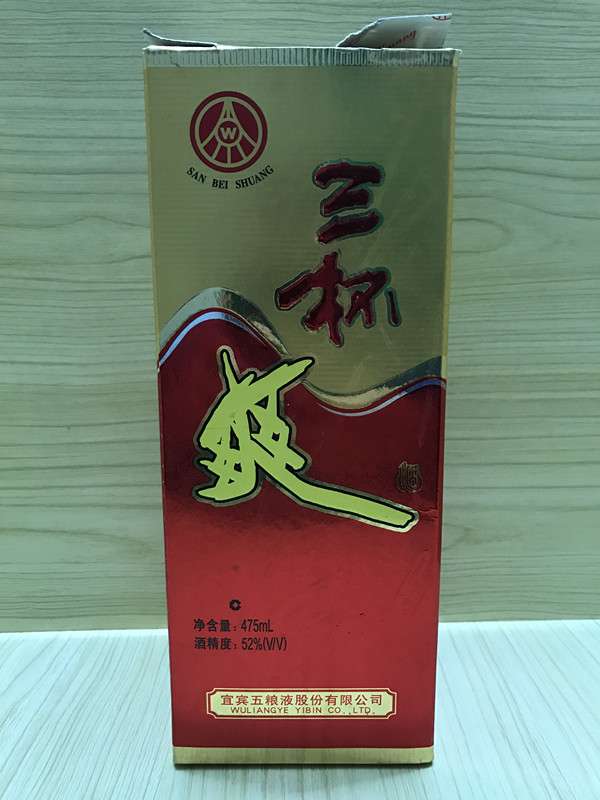 W
SAN BEI SHUANG
三
杯
爽
净含量：475mL
酒精度：52%(V/V)
宜宾五粮液股份有限公司
WULIANGYE YIBIN CO.,LTD.